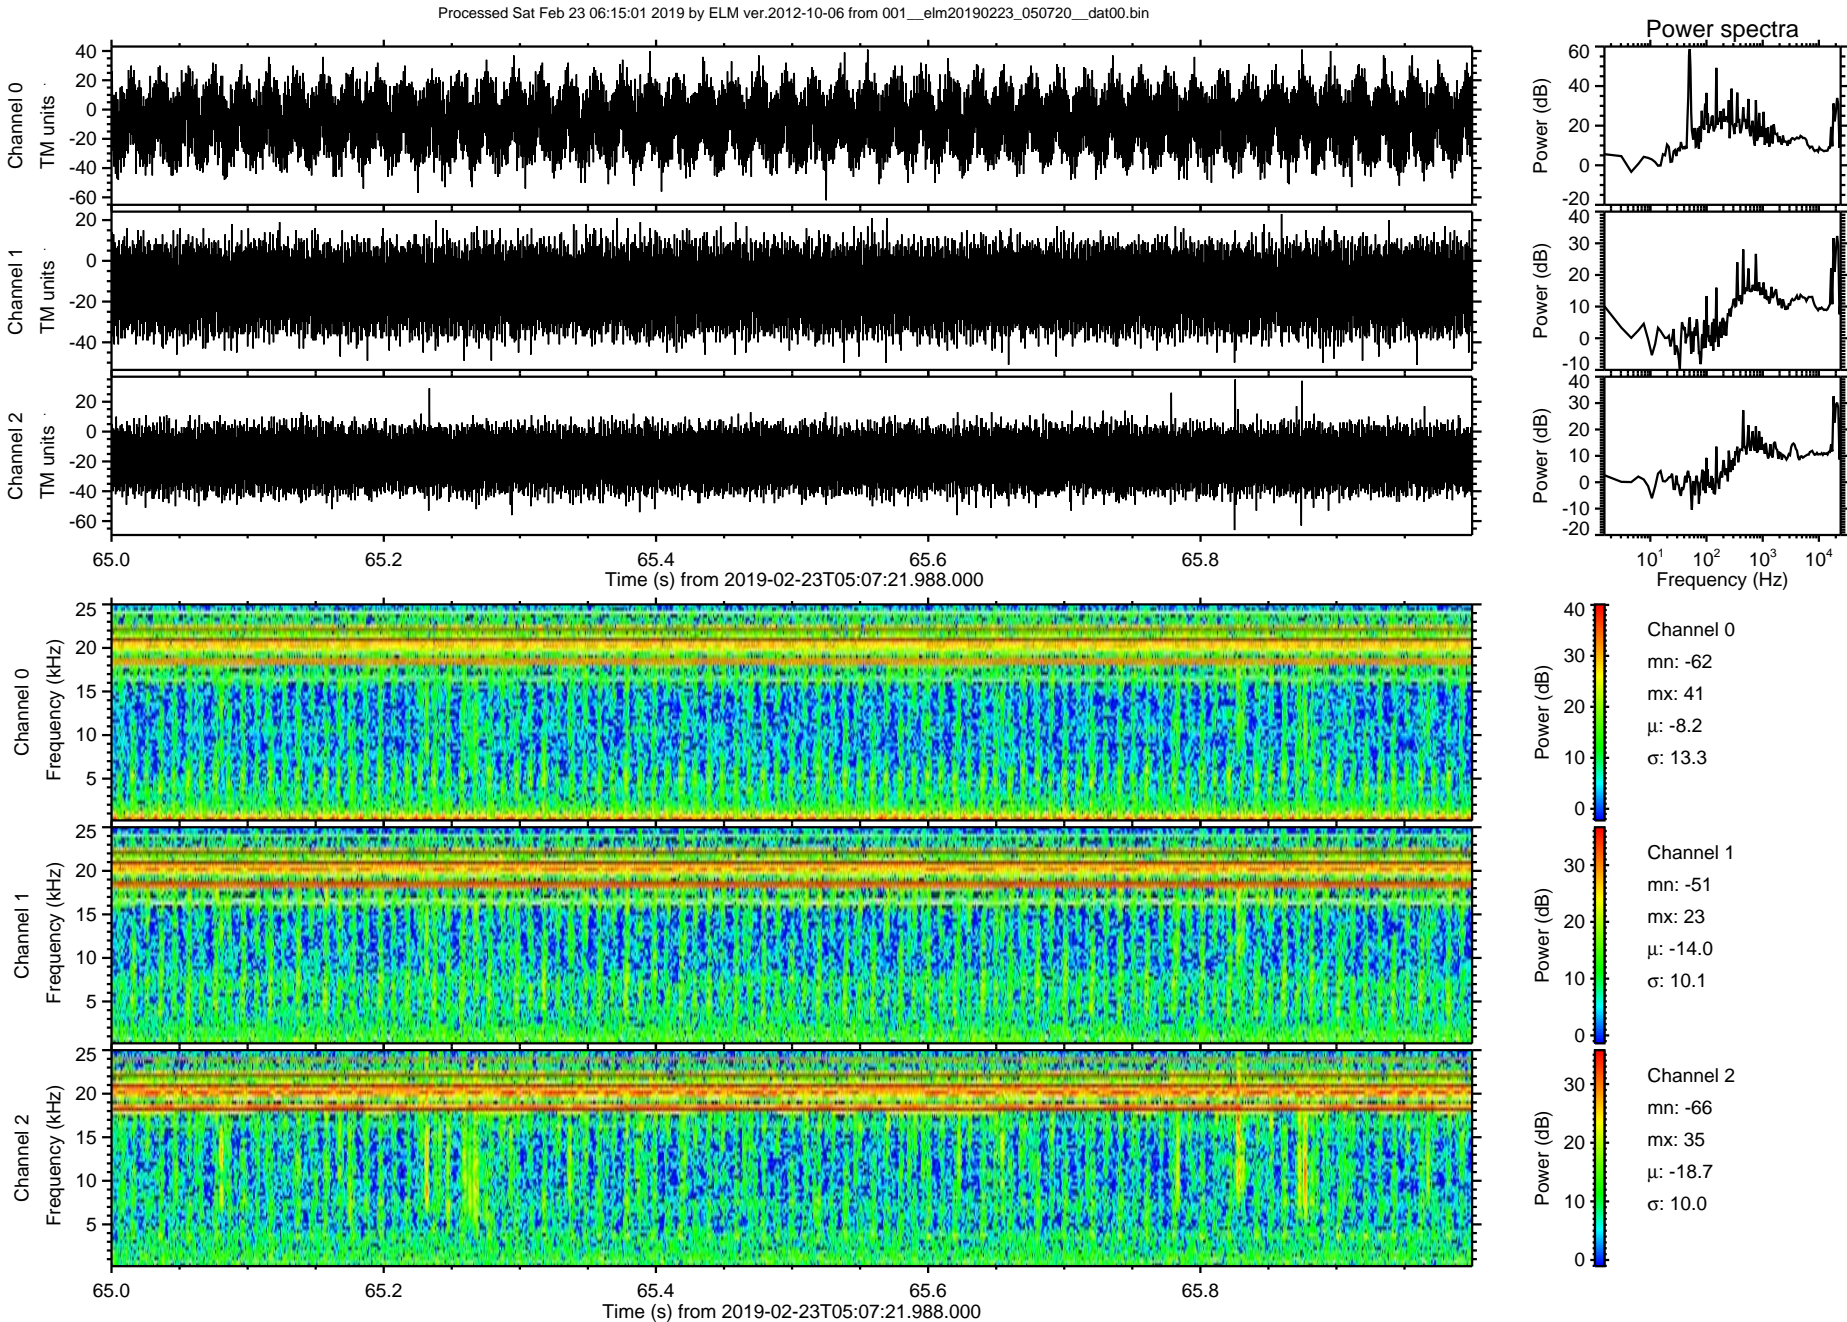 Processed Sat Feb 23 06:15:01 2019 by ELM ver.2012-10-06 from 001__elm20190223_050720__dat00.bin
Power spectra
Channel 0
TM units
40
20
0
-20
-40
-60
Power (dB)
60
40
20
0
-20
Channel 1
TM units
20
0
-20
-40
Power (dB)
40
30
20
10
0
-10
Channel 2
TM units
20
0
-20
-40
-60
Power (dB)
40
30
20
10
0
-10
-20
65.0 65.2 65.4 65.6 65.8
Time (s) from 2019-02-23T05:07:21.988.000
10^1 10^2 10^3 10^4
Frequency (Hz)
Channel 0
Frequency (kHz)
25
20
15
10
5
Power (dB)
40
30
20
10
0
Channel 0
mn: -62
mx: 41
µ: -8.2
σ: 13.3
Channel 1
Frequency (kHz)
25
20
15
10
5
Power (dB)
30
20
10
0
Channel 1
mn: -51
mx: 23
µ: -14.0
σ: 10.1
Channel 2
Frequency (kHz)
25
20
15
10
5
Power (dB)
30
20
10
0
Channel 2
mn: -66
mx: 35
µ: -18.7
σ: 10.0
65.0 65.2 65.4 65.6 65.8
Time (s) from 2019-02-23T05:07:21.988.000